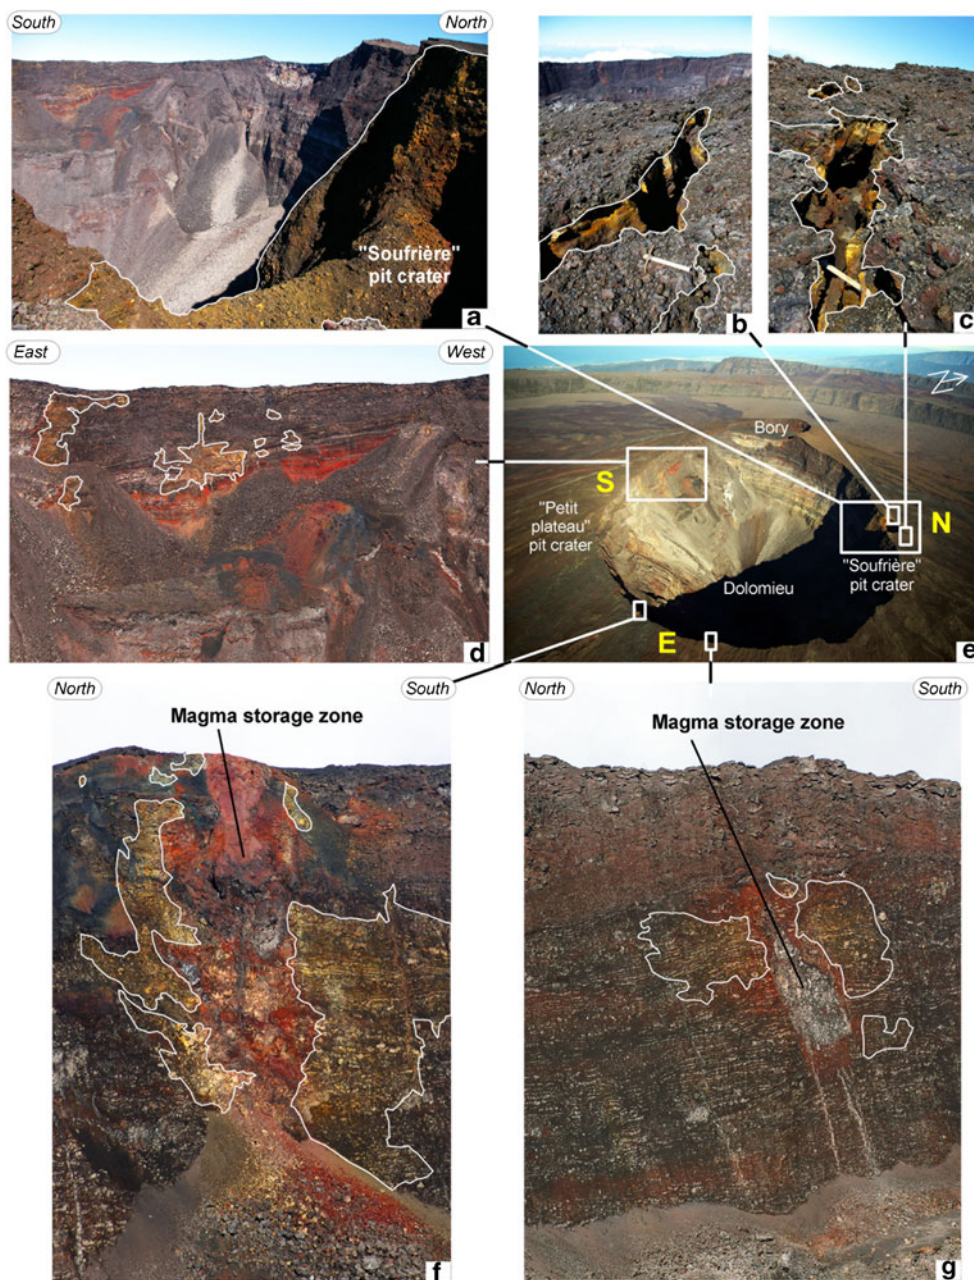 South
North
"Soufrière"
pit crater
a
b
c
East
West
d
Bory
S
"Petit
plateau"
pit crater
N
"Soufrière"
pit crater
Dolomieu
E
e
North
South
Magma storage zone
f
North
South
Magma storage zone
g